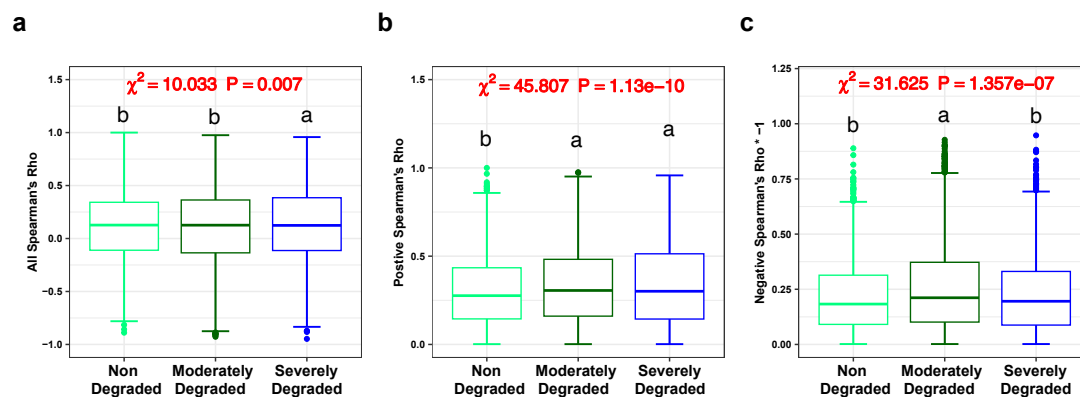 a
χ² = 10.033 P = 0.007
b
b
a
All Spearman's Rho
1.5
1.0
0.5
0.0
−0.5
−1.0
Non Degraded
Moderately Degraded
Severely Degraded
b
χ² = 45.807 P = 1.13e−10
b
a
a
Postive Spearman's Rho
1.5
1.0
0.5
0.0
Non Degraded
Moderately Degraded
Severely Degraded
c
χ² = 31.625 P = 1.357e−07
b
a
b
Negative Spearman's Rho * −1
1.25
1.00
0.75
0.50
0.25
0.00
Non Degraded
Moderately Degraded
Severely Degraded